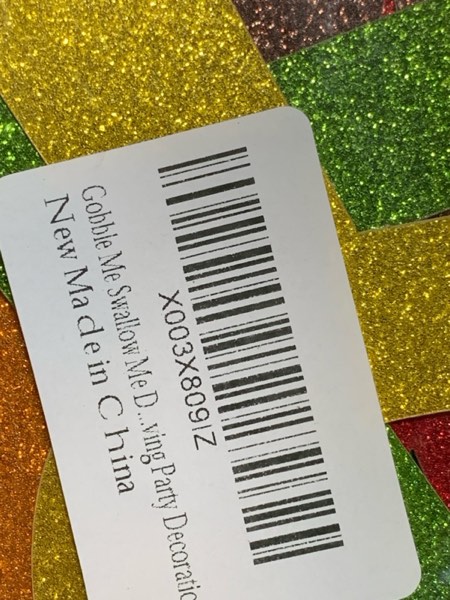 X003X809IZ
Gobble Me Swallow Me D...ving Party Decoratio
New Made in China